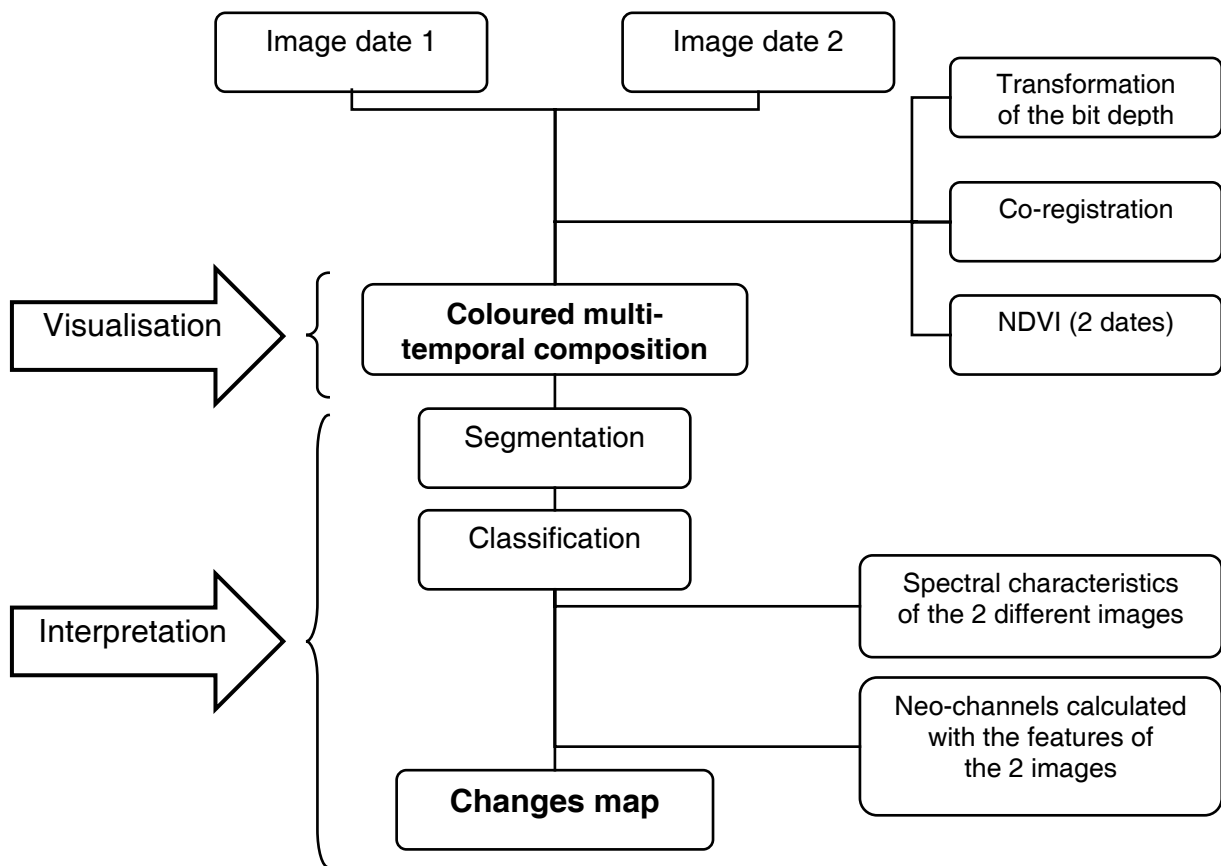 Image date 1
Image date 2
Transformation
of the bit depth
Co-registration
NDVI (2 dates)
Visualisation
Coloured multi-
temporal composition
Segmentation
Classification
Interpretation
Spectral characteristics
of the 2 different images
Neo-channels calculated
with the features of
the 2 images
Changes map